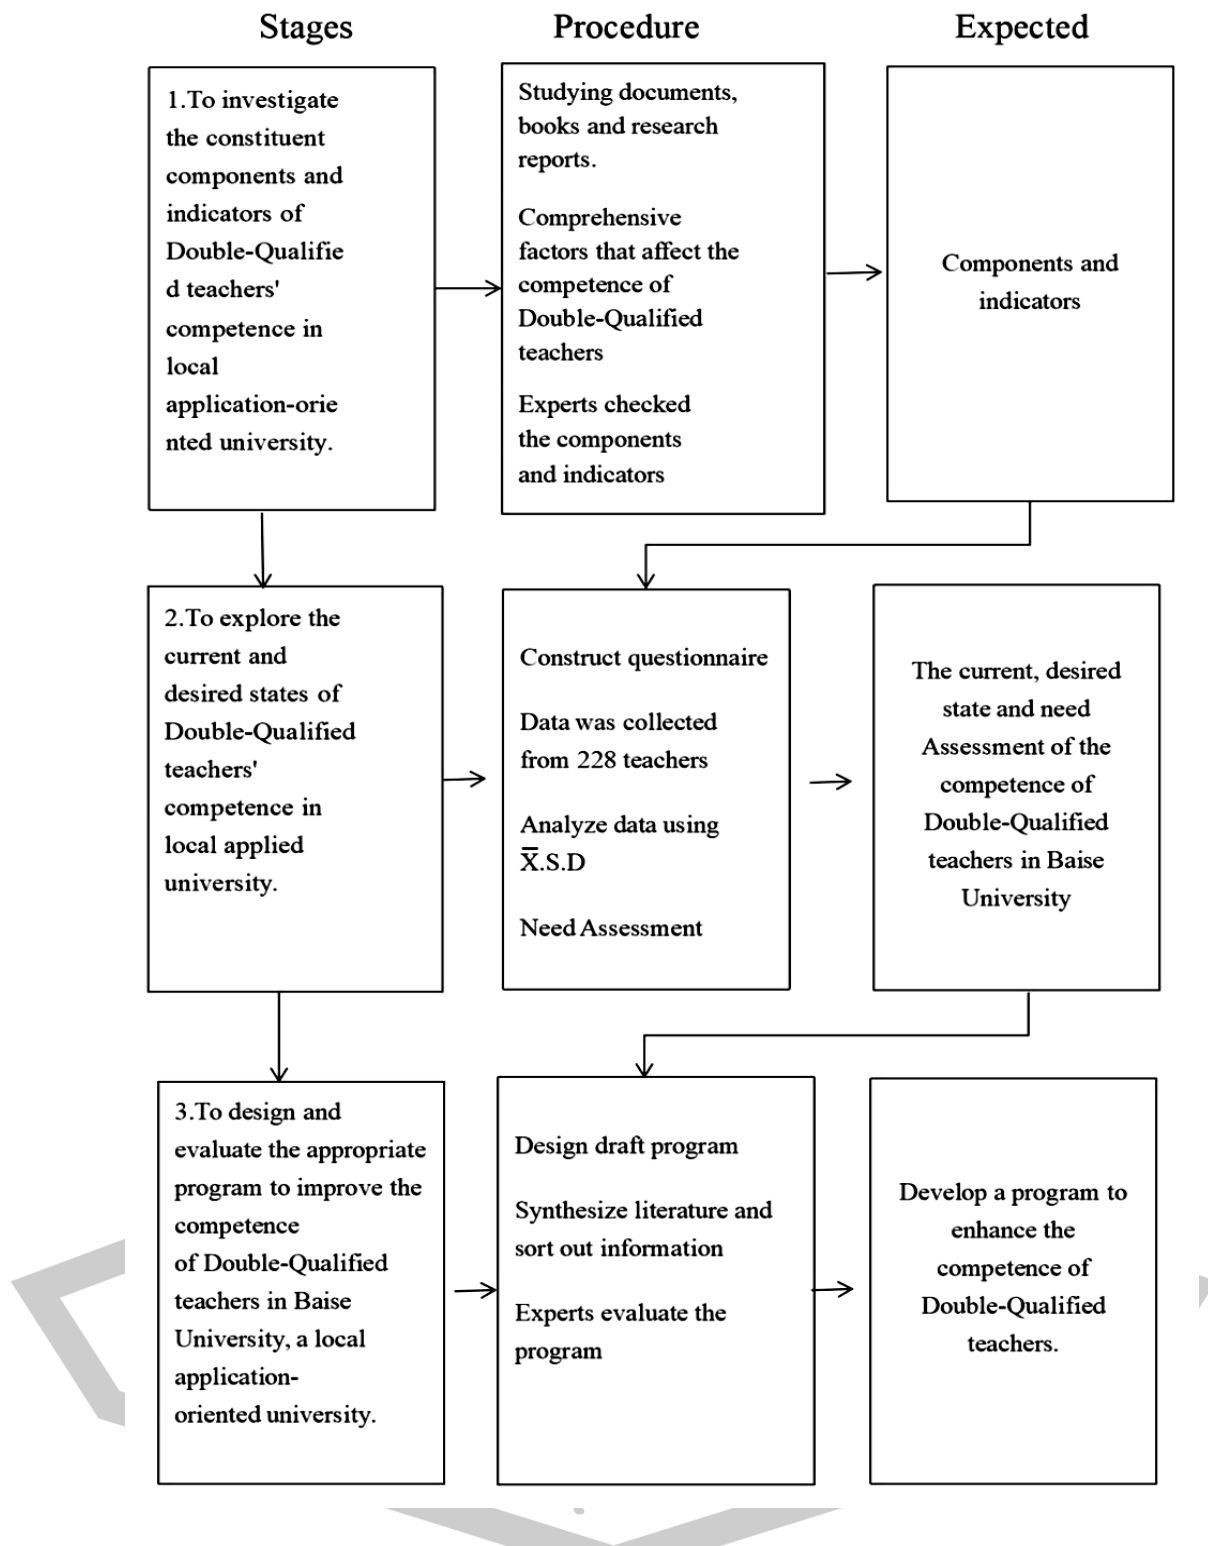 Stages
Procedure
Expected
1.To investigate
the constituent
components and
indicators of
Double-Qualifie
d teachers'
competence in
local
application-orie
nted university.
Studying documents,
books and research
reports.
Comprehensive
factors that affect the
competence of
Double-Qualified
teachers
Experts checked
the components
and indicators
Components and
indicators
2.To explore the
current and
desired states of
Double-Qualified
teachers'
competence in
local applied
university.
Construct questionnaire
Data was collected
from 228 teachers
Analyze data using
X̄.S.D
Need Assessment
The current, desired
state and need
Assessment of the
competence of
Double-Qualified
teachers in Baise
University
3.To design and
evaluate the appropriate
program to improve the
competence
of Double-Qualified
teachers in Baise
University, a local
application-
oriented university.
Design draft program
Synthesize literature and
sort out information
Experts evaluate the
program
Develop a program to
enhance the
competence of
Double-Qualified
teachers.